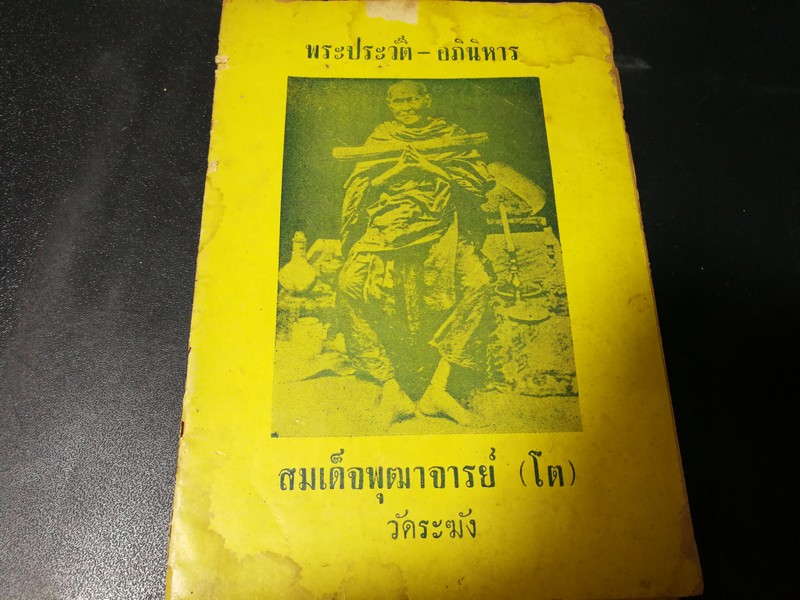 พระประวัติ - อภินิหาร
สมเด็จพุฒาจารย์ (โต)
วัดระฆัง